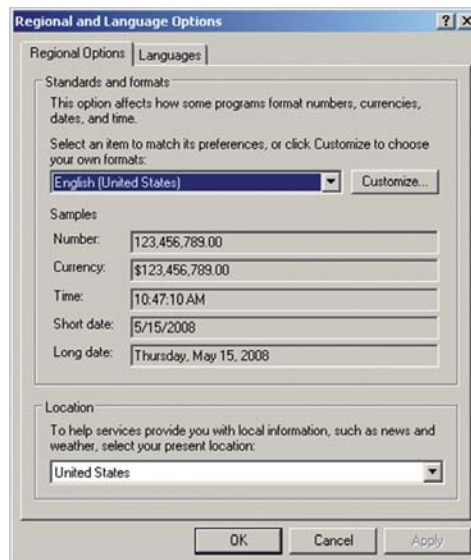 Regional and Language Options
Regional Options
Languages
Standards and formats
This option affects how some programs format numbers, currencies,
dates, and time.
Select an item to match its preferences, or click Customize to choose
your own formats:
English (United States)
Customize...
Samples
Number:
123,456,789.00
Currency:
$123,456,789.00
Time:
10:47:10 AM
Short date:
5/15/2008
Long date:
Thursday, May 15, 2008
Location
To help services provide you with local information, such as news and
weather, select your present location:
United States
OK
Cancel
Apply